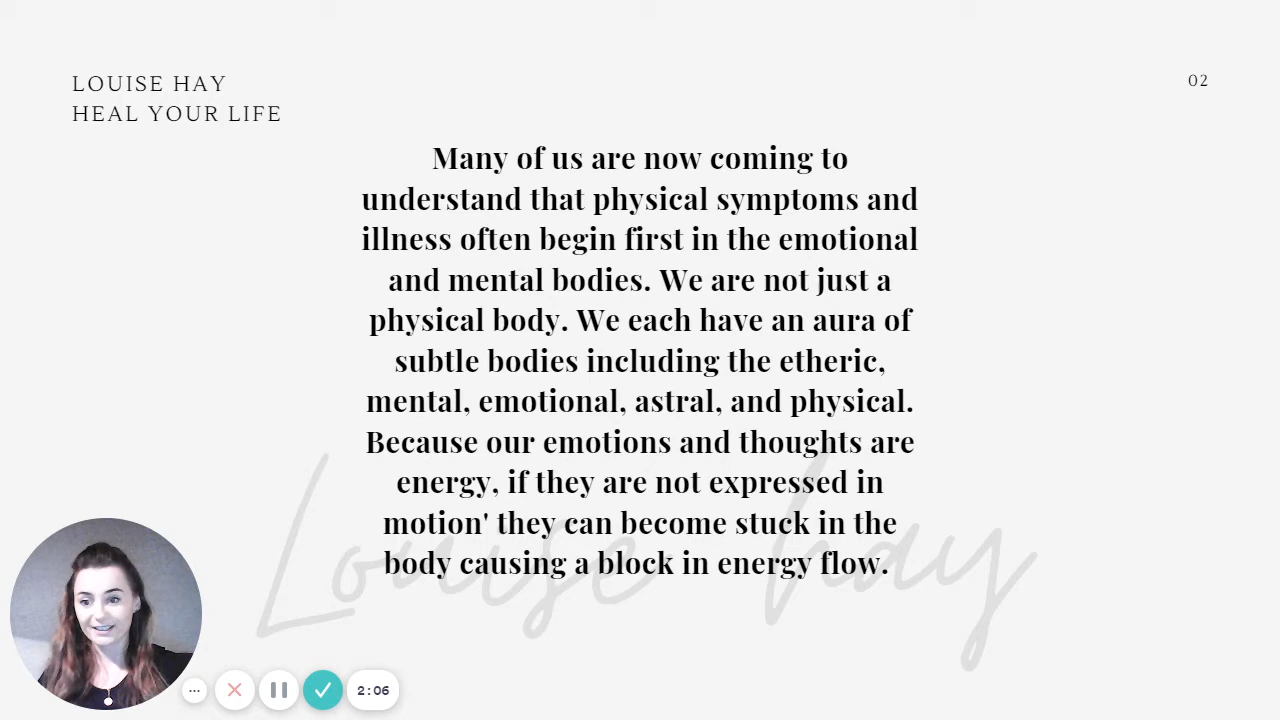 LOUISE HAY
HEAL YOUR LIFE
02
Many of us are now coming to
understand that physical symptoms and
illness often begin first in the emotional
and mental bodies. We are not just a
physical body. We each have an aura of
subtle bodies including the etheric,
mental, emotional, astral, and physical.
Because our emotions and thoughts are
energy, if they are not expressed in
motion' they can become stuck in the
body causing a block in energy flow.
Louise hay
2:06